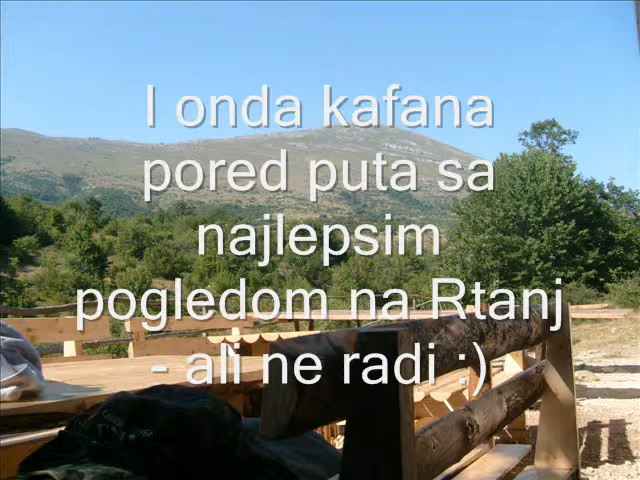 I onda kafana
pored puta sa
najlepsim
pogledom na Rtanj
- ali ne radi :)